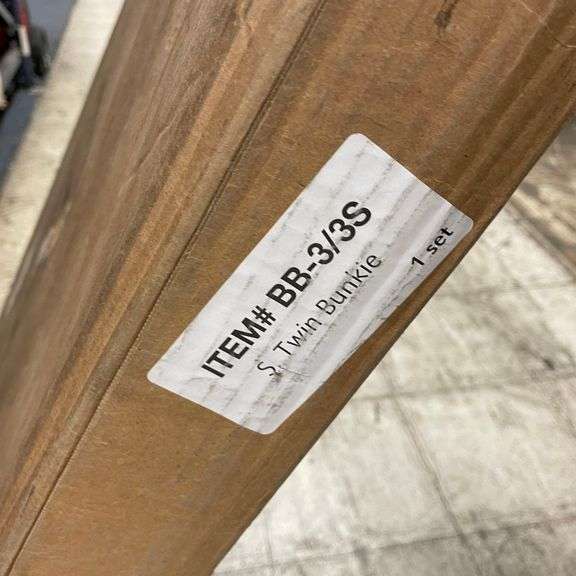 ITEM# BB-3/3S
S. Twin Bunkie
1 set